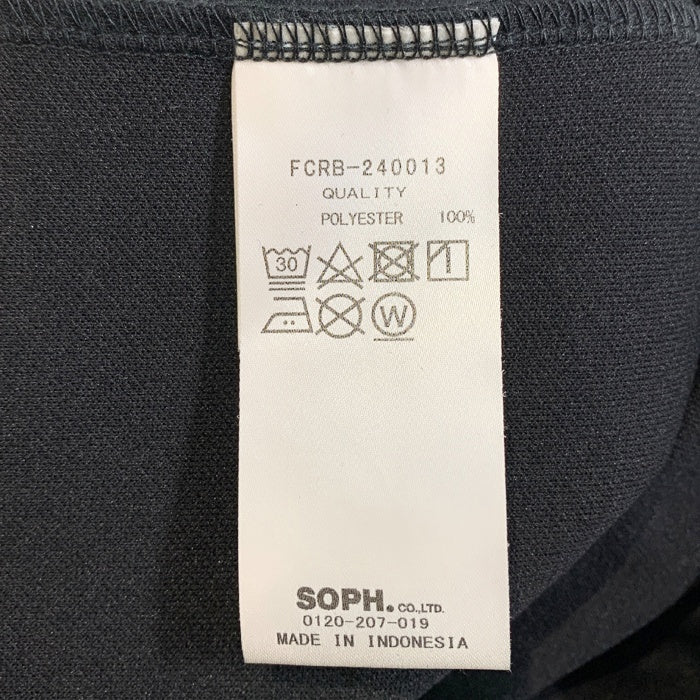 FCRB-240013
QUALITY
POLYESTER 100%
30
W
SOPH. CO.,LTD.
0120-207-019
MADE IN INDONESIA